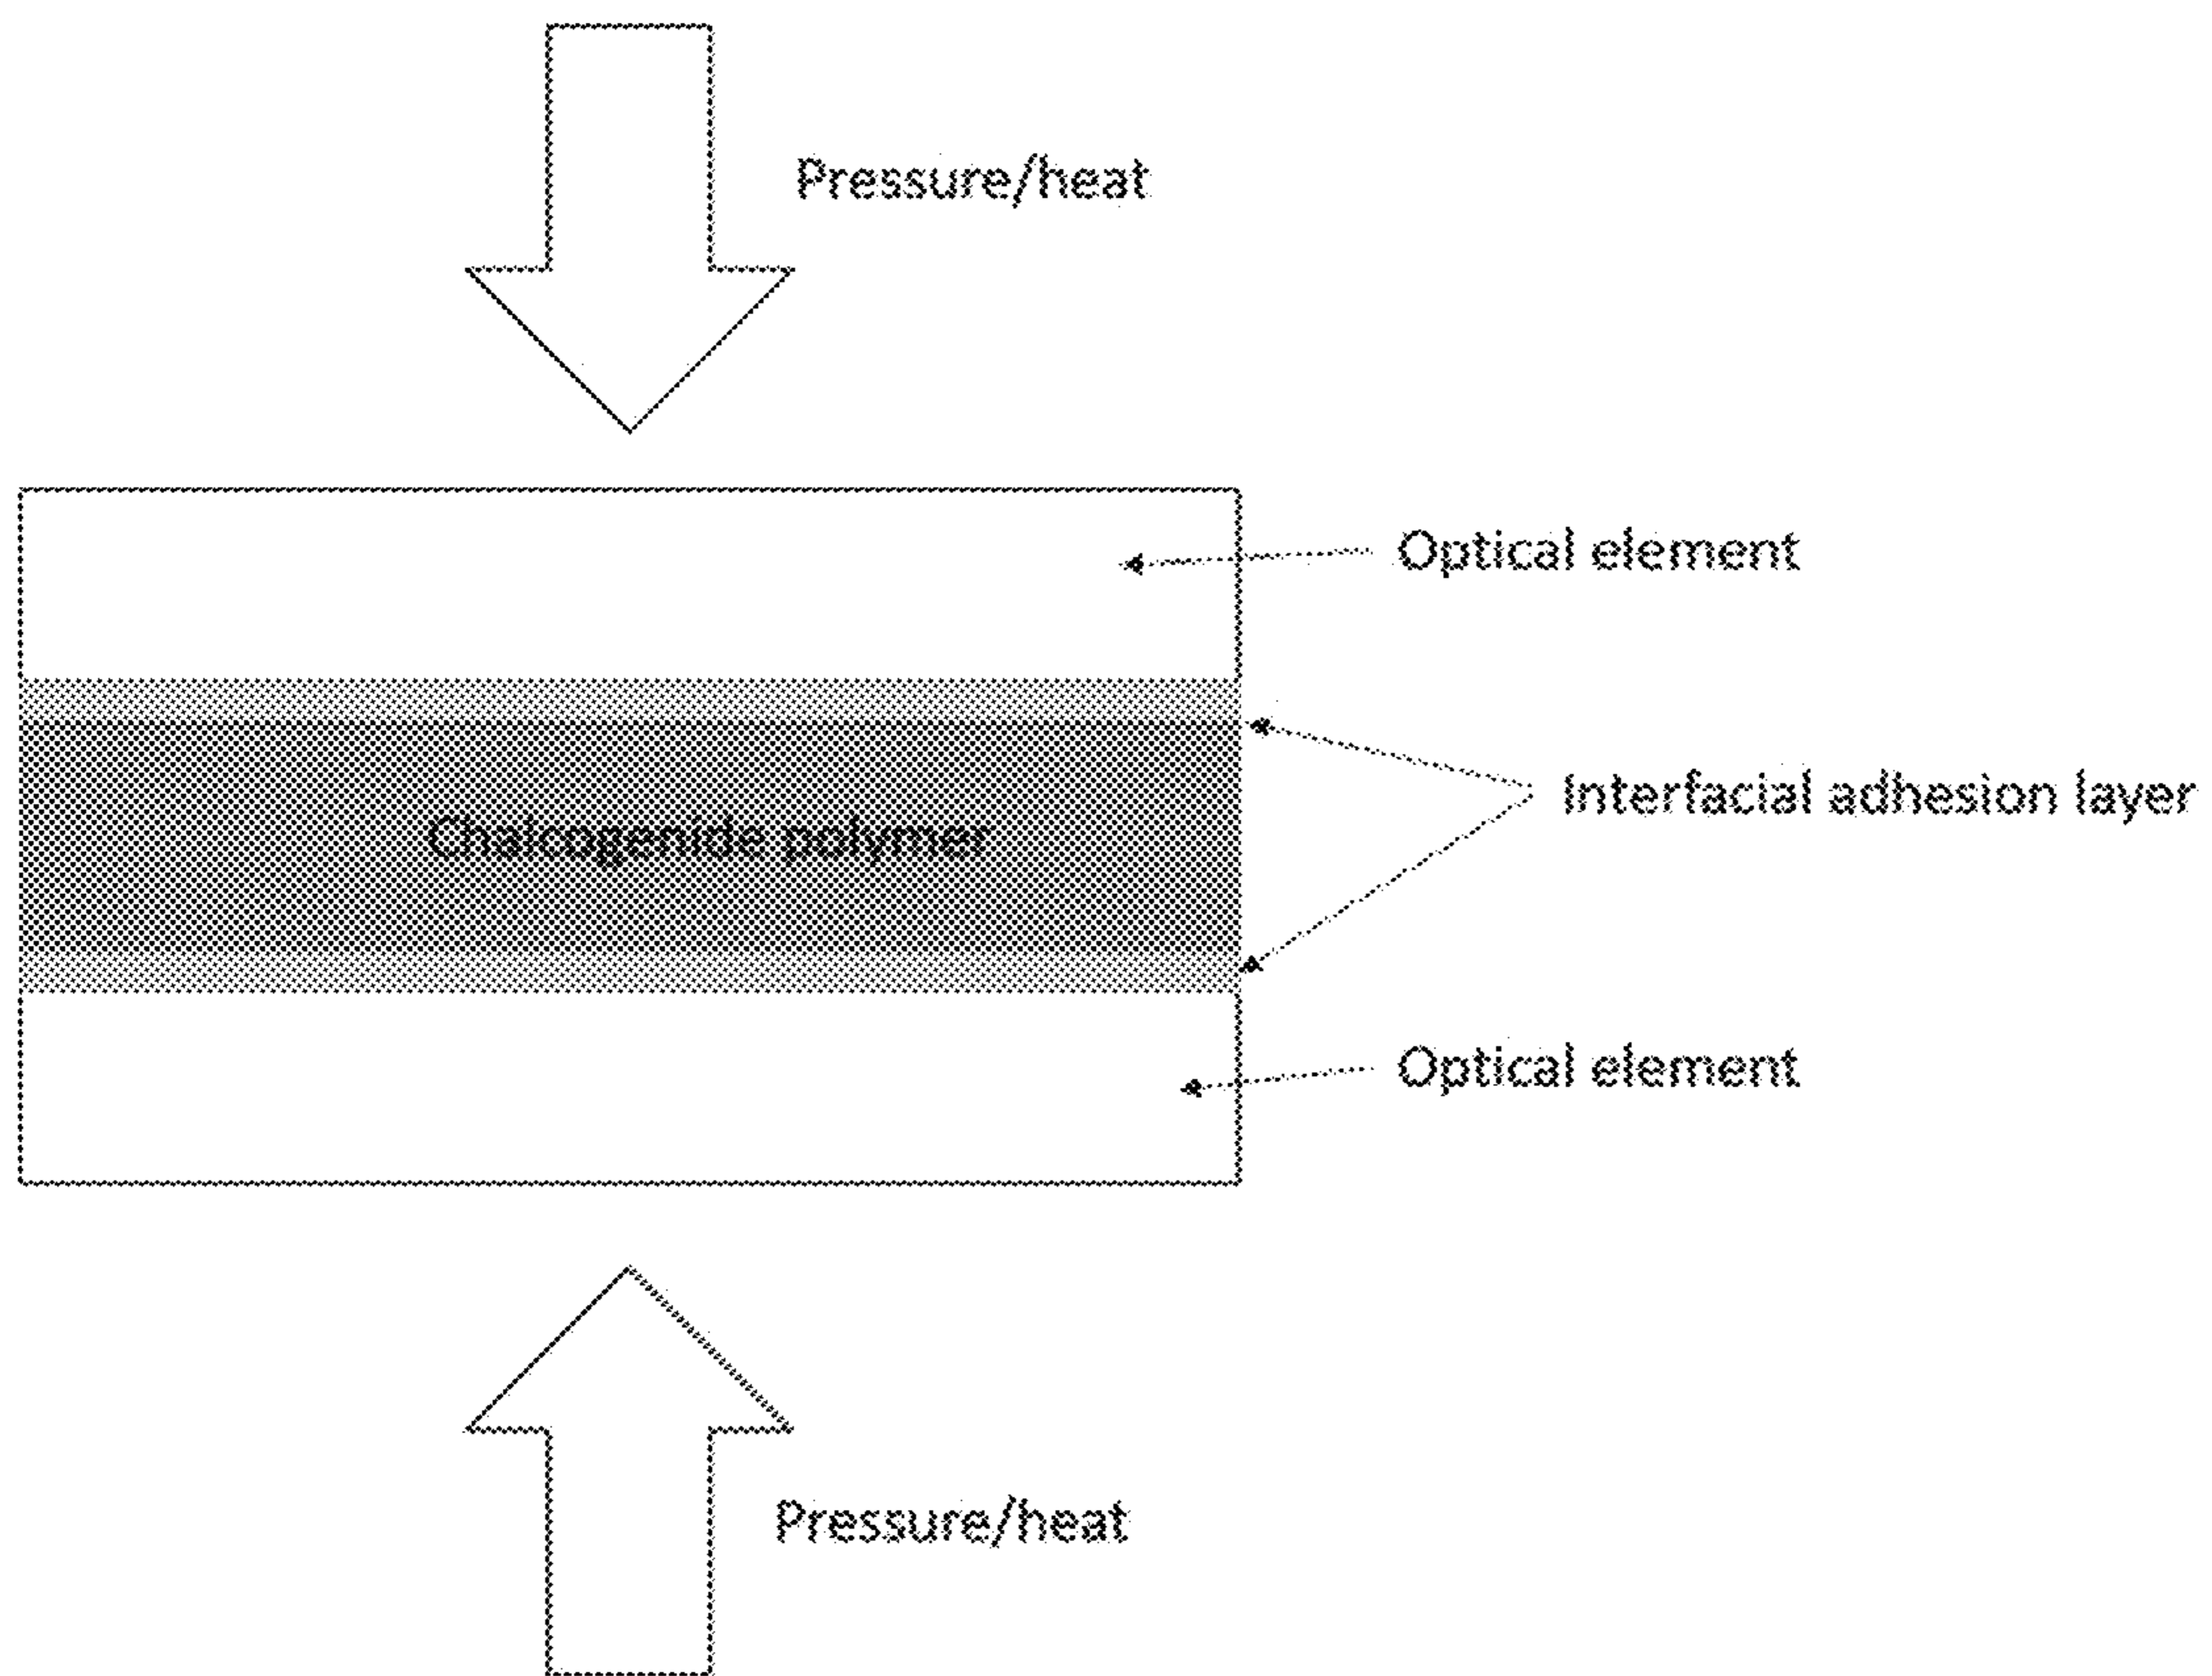 Pressure/heat
Optical element
Interfacial adhesion layer
Chalcogenide polymer
Optical element
Pressure/heat